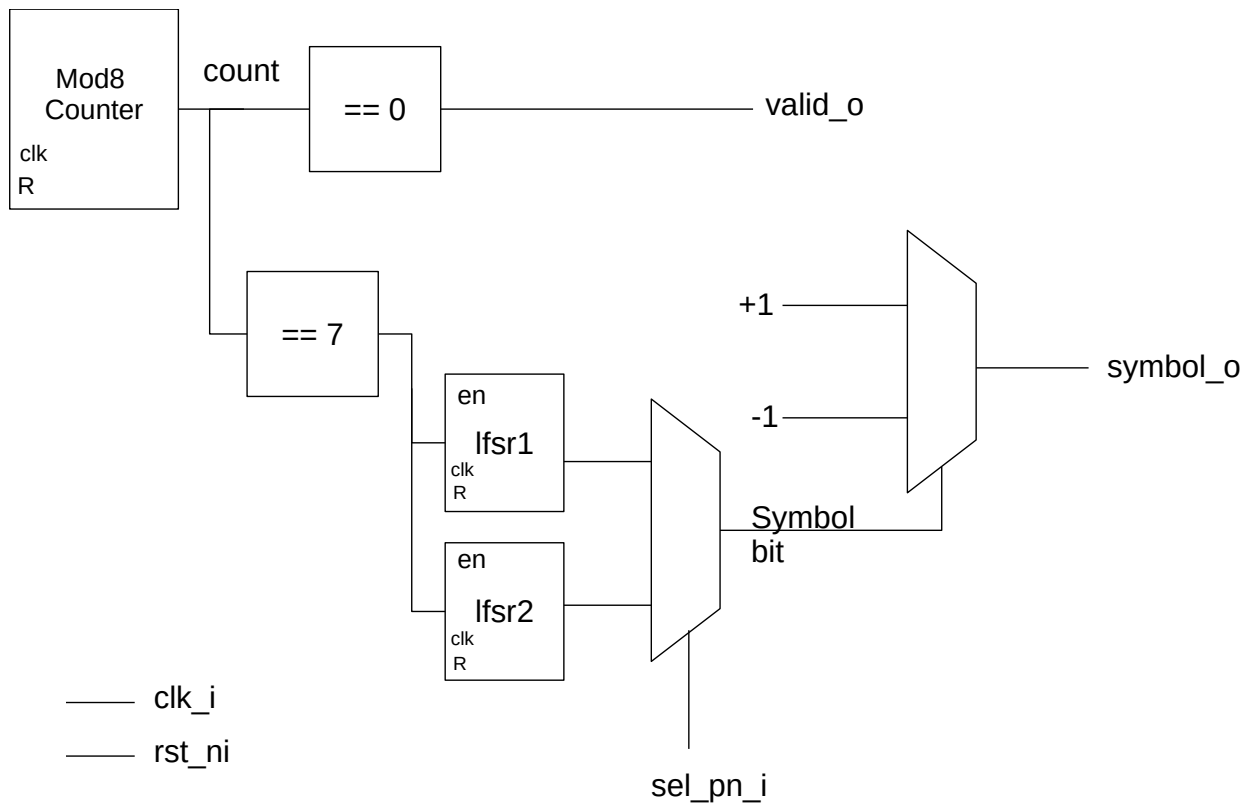 Mod8
Counter
clk
R
count
== 0
valid_o
== 7
+1
-1
symbol_o
en
lfsr1
clk
R
Symbol
bit
en
lfsr2
clk
R
clk_i
rst_ni
sel_pn_i